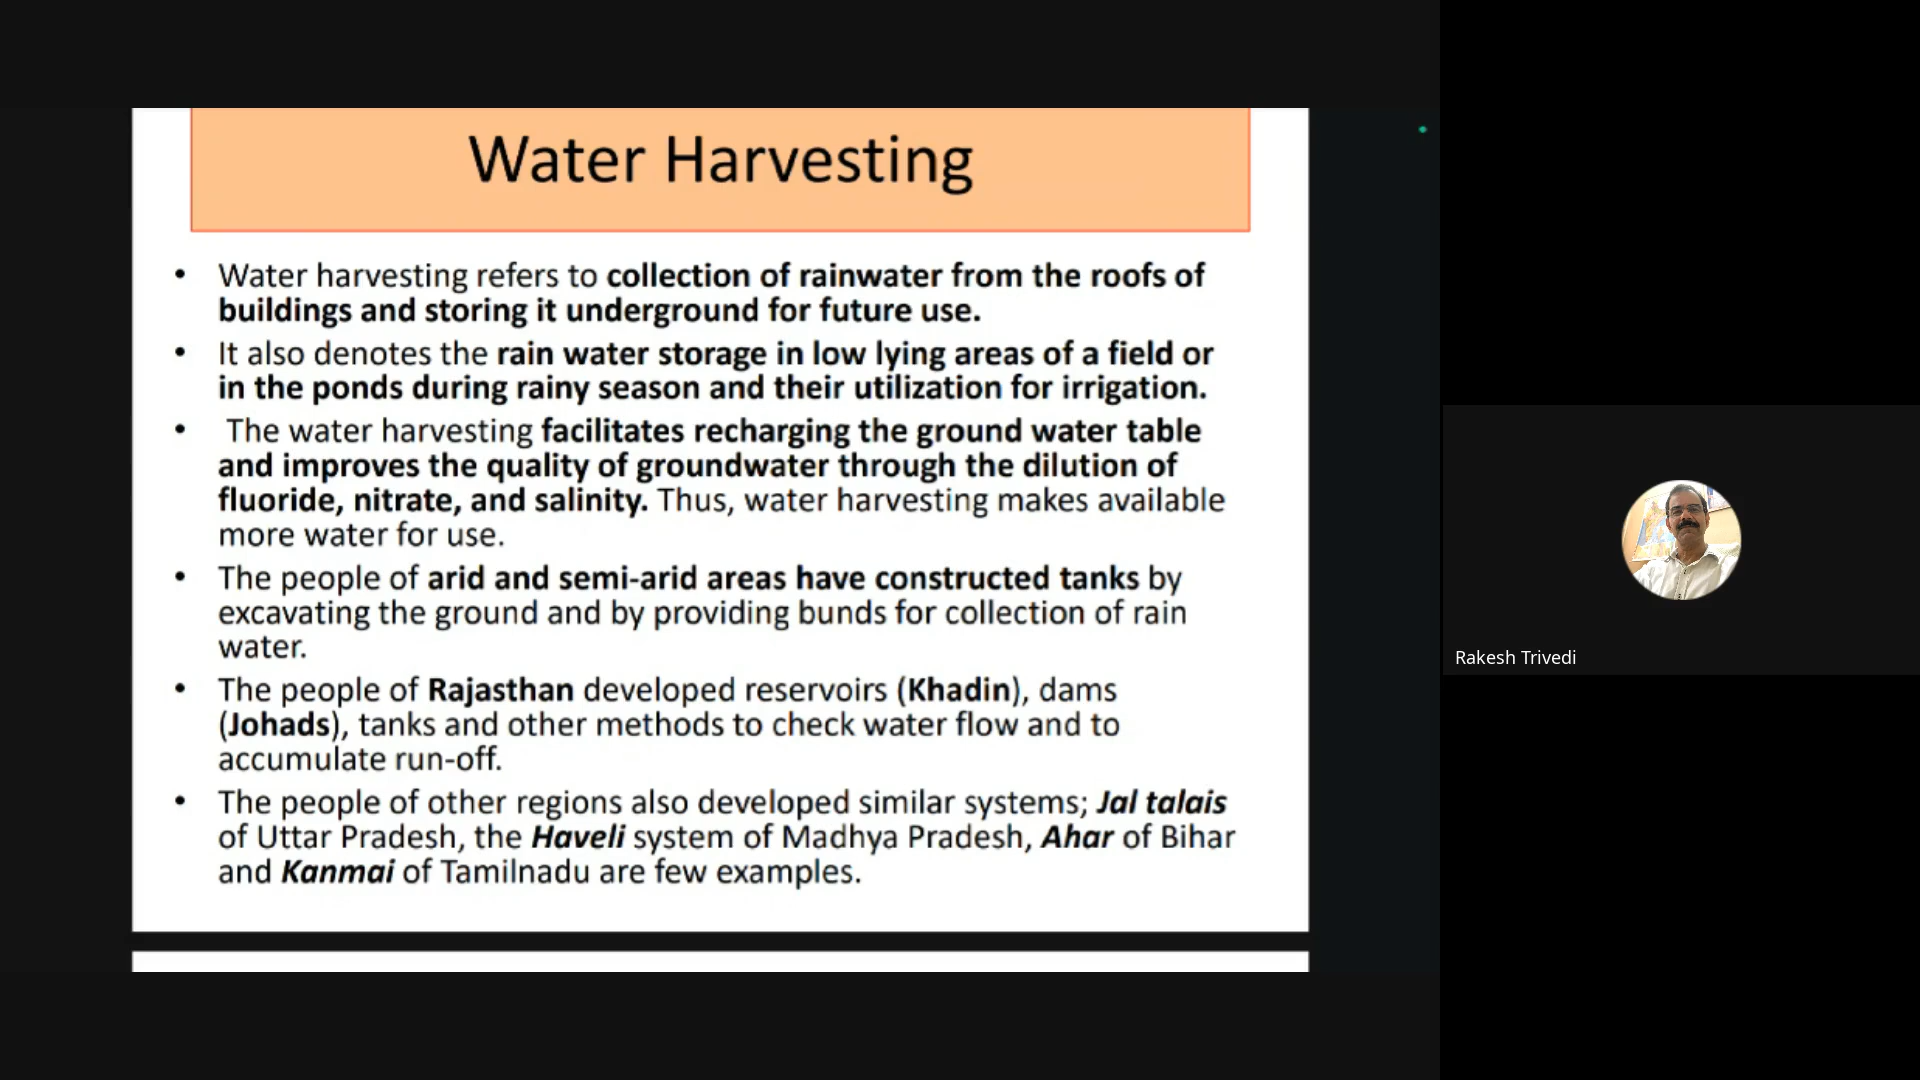 Water Harvesting
• Water harvesting refers to collection of rainwater from the roofs of
buildings and storing it underground for future use.
• It also denotes the rain water storage in low lying areas of a field or
in the ponds during rainy season and their utilization for irrigation.
• The water harvesting facilitates recharging the ground water table
and improves the quality of groundwater through the dilution of
fluoride, nitrate, and salinity. Thus, water harvesting makes available
more water for use.
• The people of arid and semi-arid areas have constructed tanks by
excavating the ground and by providing bunds for collection of rain
water.
• The people of Rajasthan developed reservoirs (Khadin), dams
(Johads), tanks and other methods to check water flow and to
accumulate run-off.
• The people of other regions also developed similar systems; Jal talais
of Uttar Pradesh, the Haveli system of Madhya Pradesh, Ahar of Bihar
and Kanmai of Tamilnadu are few examples.
Rakesh Trivedi